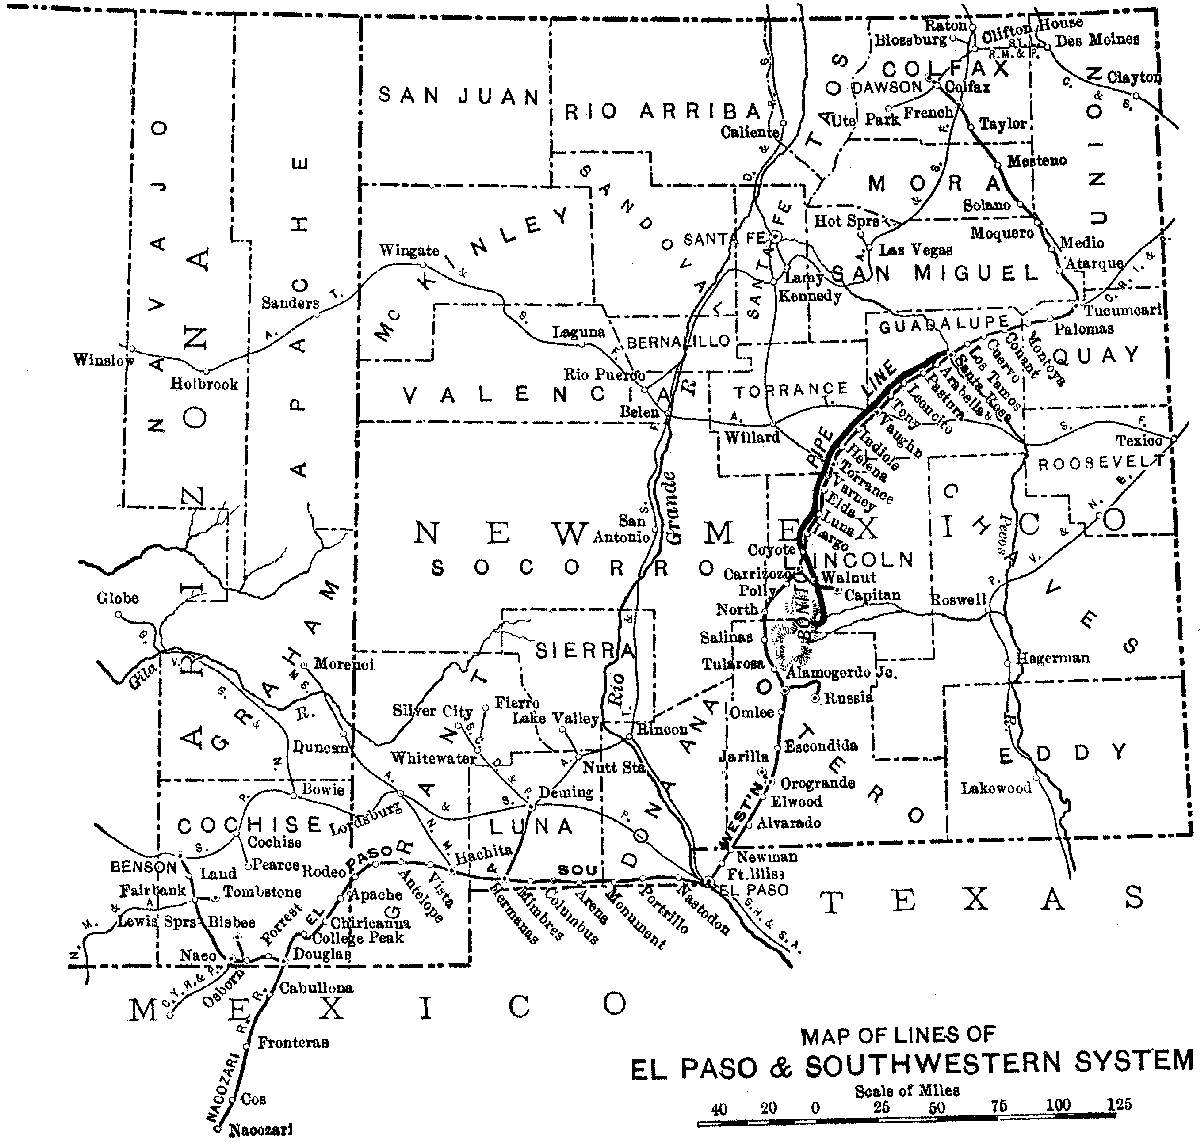 Raton
Clifton House
Blossburg
Des Moines
ST. L. R. M. & P.
COLFAX
Clayton
C. & S.
DAWSON
Colfax
SAN JUAN
RIO ARRIBA
TAOS
UNION
Ute Park
French
Taylor
Caliente
D. & R. G.
NAVAJO
APACHE
Mesteno
MORA
Solano
SANDOVAL
McKINLEY
Hot Sprs.
Moquero
SANTA FE
SANTA FE
Las Vegas
Medio
Atarque
Wingate
Lamy
Kennedy
SAN MIGUEL
Sanders
Tucumcari
GUADALUPE
Palomas
Montoya
Conant
Cuervo
Los Tamos
Santa Rosa
Arabella
Pastura
Leoncito
Tony
Vaughn
Tadiole
Helena
Torrance
Varney
Elda
Luna
Largo
Laguna
BERNALILLO
QUAY
Winslow
Holbrook
Rio Puerco
VALENCIA
TORRANCE
PIPE LINE
Belen
Willard
Texico
ROOSEVELT
ARIZONA
NEW MEXICO
San Antonio
Rio Grande
Pecos R.
CHAVES
Coyote
LINCOLN
SOCORRO
Carrizozo
Walnut
Polly
Capitan
BONITO
Globe
North
Roswell
SIERRA
Salinas
GRAHAM
Gila R.
Morenci
Tularosa
Alamogordo Jc.
Hagerman
OTERO
Russia
Silver City
Fierro
Lake Valley
Omlee
Rincon
Duncan
Whitewater
Nutt Sta.
DONA ANA
Escondida
EDDY
Jarilla
Orogrande
Lakewood
Bowie
Deming
Elwood
Lordsburg
GRANT
COCHISE
Cochise
LUNA
WEST'N
Alvarado
BENSON
Land
Pearce
Rodeo
EL PASO & SOU
Hachita
Newman
Ft. Bliss
EL PASO
Fairbank
Tombstone
Apache
Antelope
Vista
Hermanas
Mimbres
Columbus
Arena
Monument
Portrillo
Nastodon
G. H. & S. A.
TEXAS
Lewis Sprs
Bisbee
Forrest
Chiricahua
College Peak
Naco
Osborn
Douglas
N. M. & A.
C. Y. R. & P.
Cabullona
MEXICO
Fronteras
NACOZARI R. R.
Cos
Nacozari
MAP OF LINES OF
EL PASO & SOUTHWESTERN SYSTEM
Scale of Miles
40 20 0 25 50 75 100 125